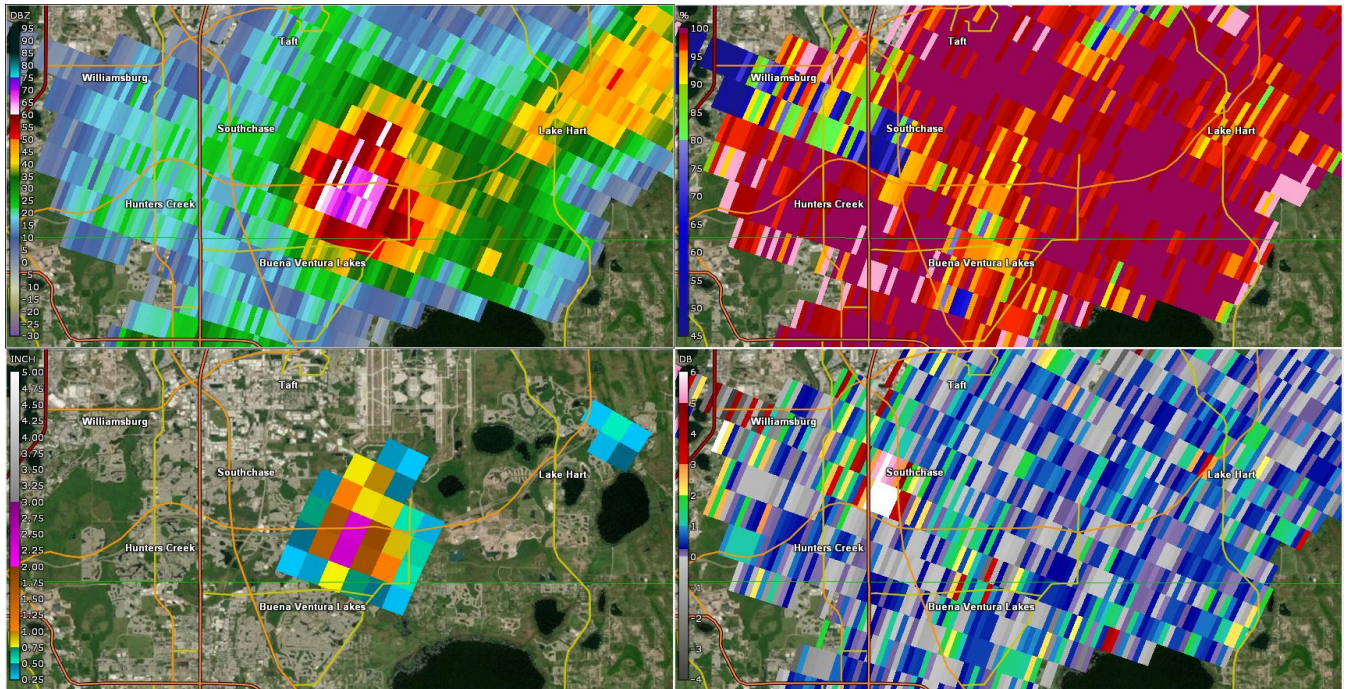 DBZ
95
90
85
80
75
70
65
60
55
50
45
40
35
30
25
20
15
10
5
0
-5
-10
-15
-20
-25
-30
Taft
Williamsburg
Southchase
Lake Hart
Hunters Creek
Buena Ventura Lakes
%
100
95
90
85
80
75
70
65
60
55
50
45
Taft
Williamsburg
Southchase
Lake Hart
Hunters Creek
Buena Ventura Lakes
INCH
5.00
4.75
4.50
4.25
4.00
3.75
3.50
3.25
3.00
2.75
2.50
2.25
2.00
1.75
1.50
1.25
1.00
0.75
0.50
0.25
Taft
Williamsburg
Southchase
Lake Hart
Hunters Creek
Buena Ventura Lakes
DB
6
5
4
3
2
1
0
-1
-2
-3
-4
Taft
Williamsburg
Southchase
Lake Hart
Hunters Creek
Buena Ventura Lakes